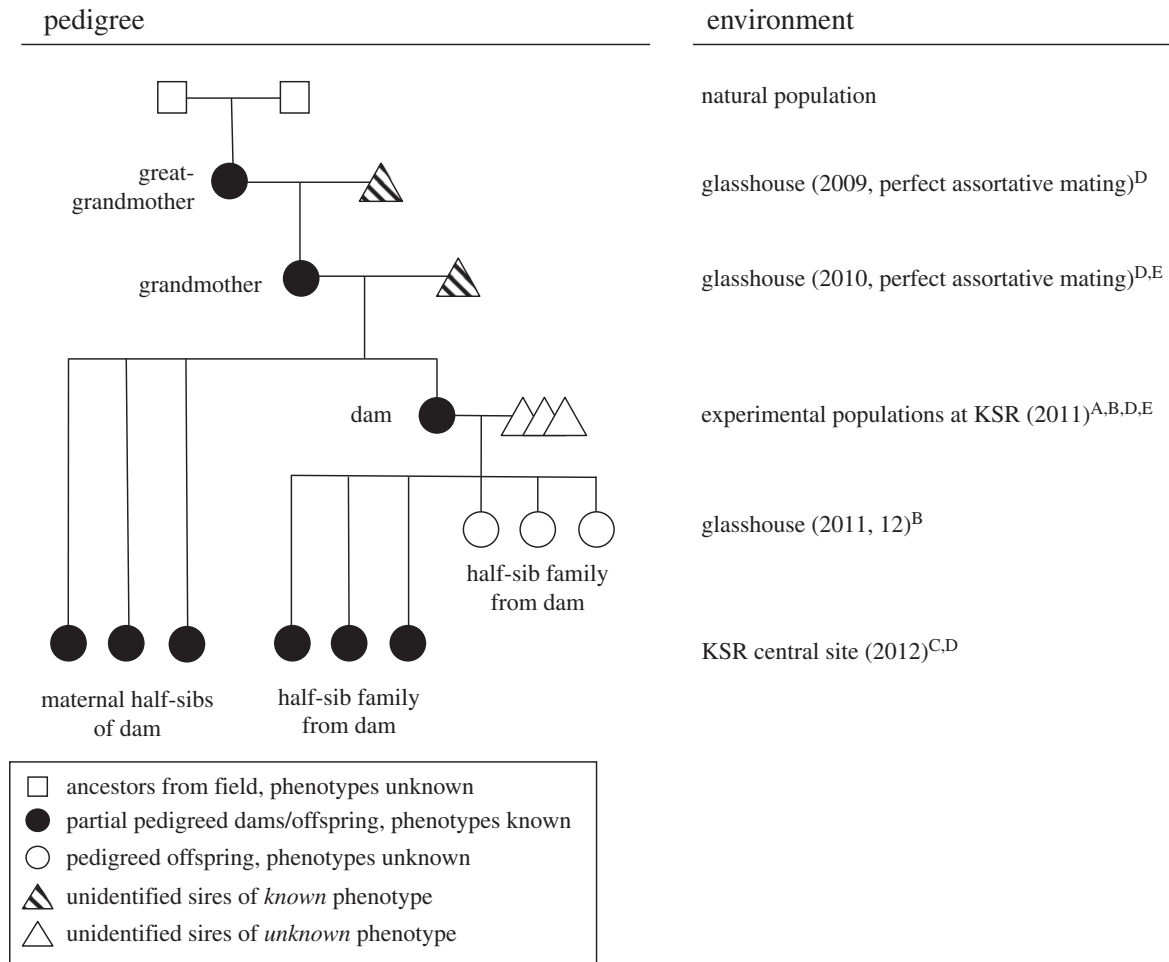 pedigree
environment
natural population
great-
grandmother
glasshouse (2009, perfect assortative mating)D
grandmother
glasshouse (2010, perfect assortative mating)D,E
dam
experimental populations at KSR (2011)A,B,D,E
glasshouse (2011, 12)B
half-sib family
from dam
KSR central site (2012)C,D
maternal half-sibs
of dam
half-sib family
from dam
ancestors from field, phenotypes unknown
partial pedigreed dams/offspring, phenotypes known
pedigreed offspring, phenotypes unknown
unidentified sires of known phenotype
unidentified sires of unknown phenotype